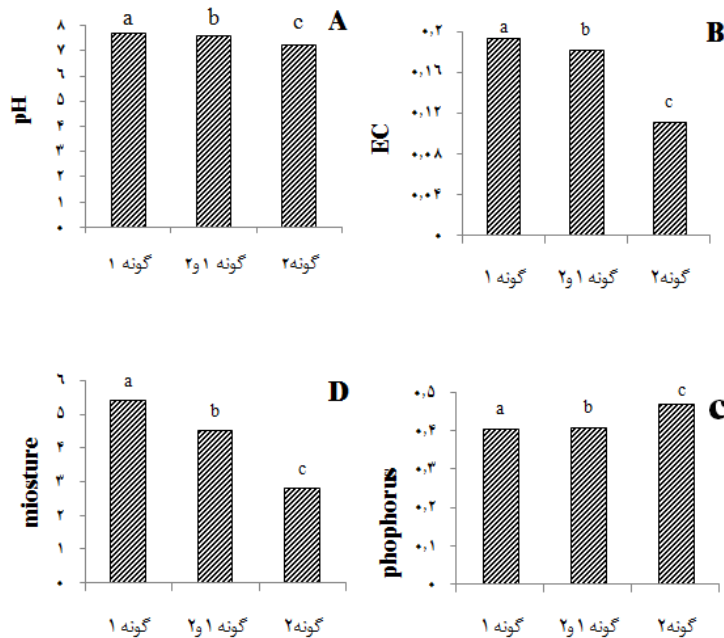 A
a b c
۸
۷
۶
۵
۴
۳
۲
۱
۰
pH
گونه ۱ گونه ۱ و۲ گونه۲
B
a b c
۰٫۲
۰٫۱۶
۰٫۱۲
۰٫۰۸
۰٫۰۴
۰
EC
گونه ۱ گونه ۱ و۲ گونه۲
D
a b c
۶
۵
۴
۳
۲
۱
۰
miosture
گونه ۱ گونه ۱ و۲ گونه۲
C
a b c
۰٫۵
۰٫۴
۰٫۳
۰٫۲
۰٫۱
۰
phophorus
گونه ۱ گونه ۱ و۲ گونه۲